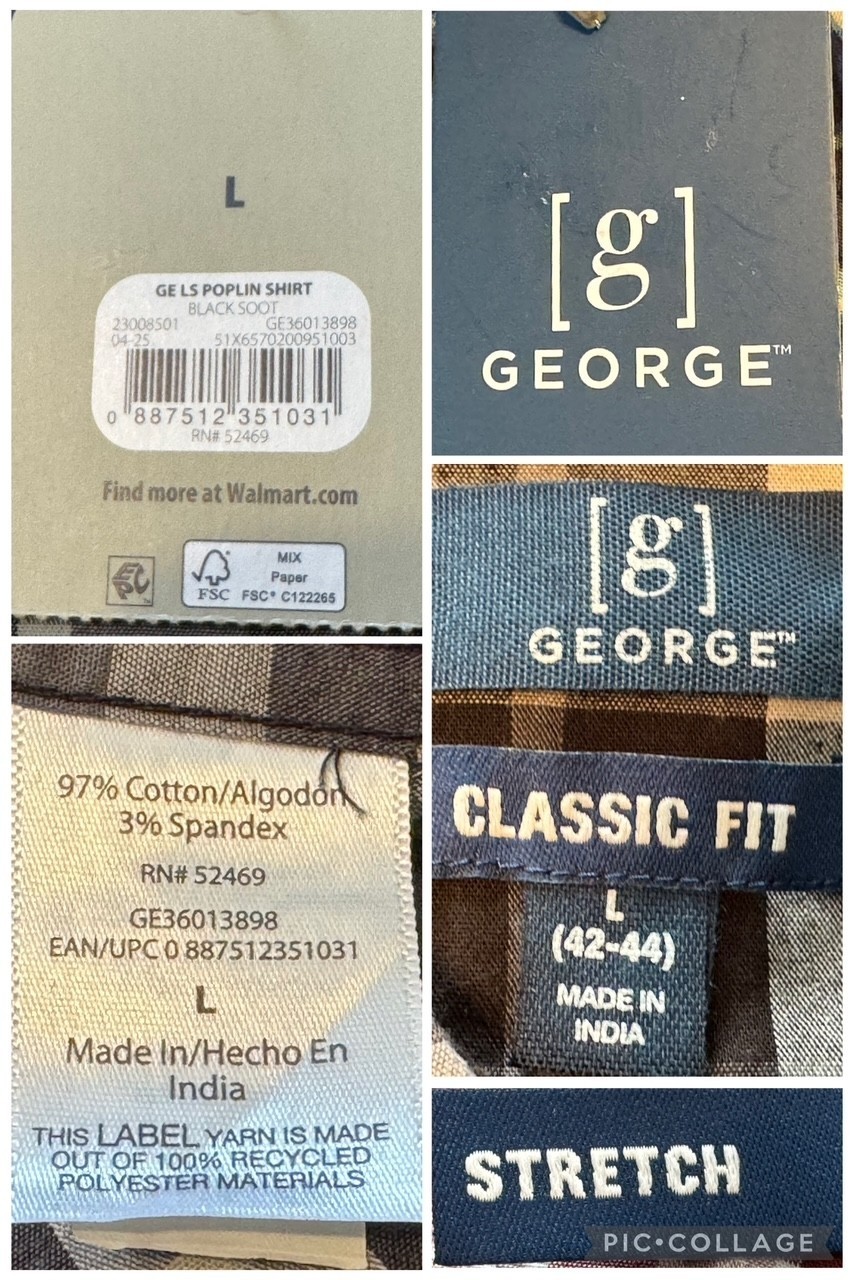 L
GE LS POPLIN SHIRT
BLACK SOOT
23008501 GE36013898
04-25 51X6570200951003
0 887512 351031
RN# 52469
Find more at Walmart.com
EPC™
FSC
MIX
Paper
FSC® C122265
[g]
GEORGE™
[g]
GEORGE™
CLASSIC FIT
L
(42-44)
MADE IN
INDIA
97% Cotton/Algodón
3% Spandex
RN# 52469
GE36013898
EAN/UPC 0 887512351031
L
Made In/Hecho En
India
THIS LABEL YARN IS MADE
OUT OF 100% RECYCLED
POLYESTER MATERIALS
STRETCH
PIC•COLLAGE